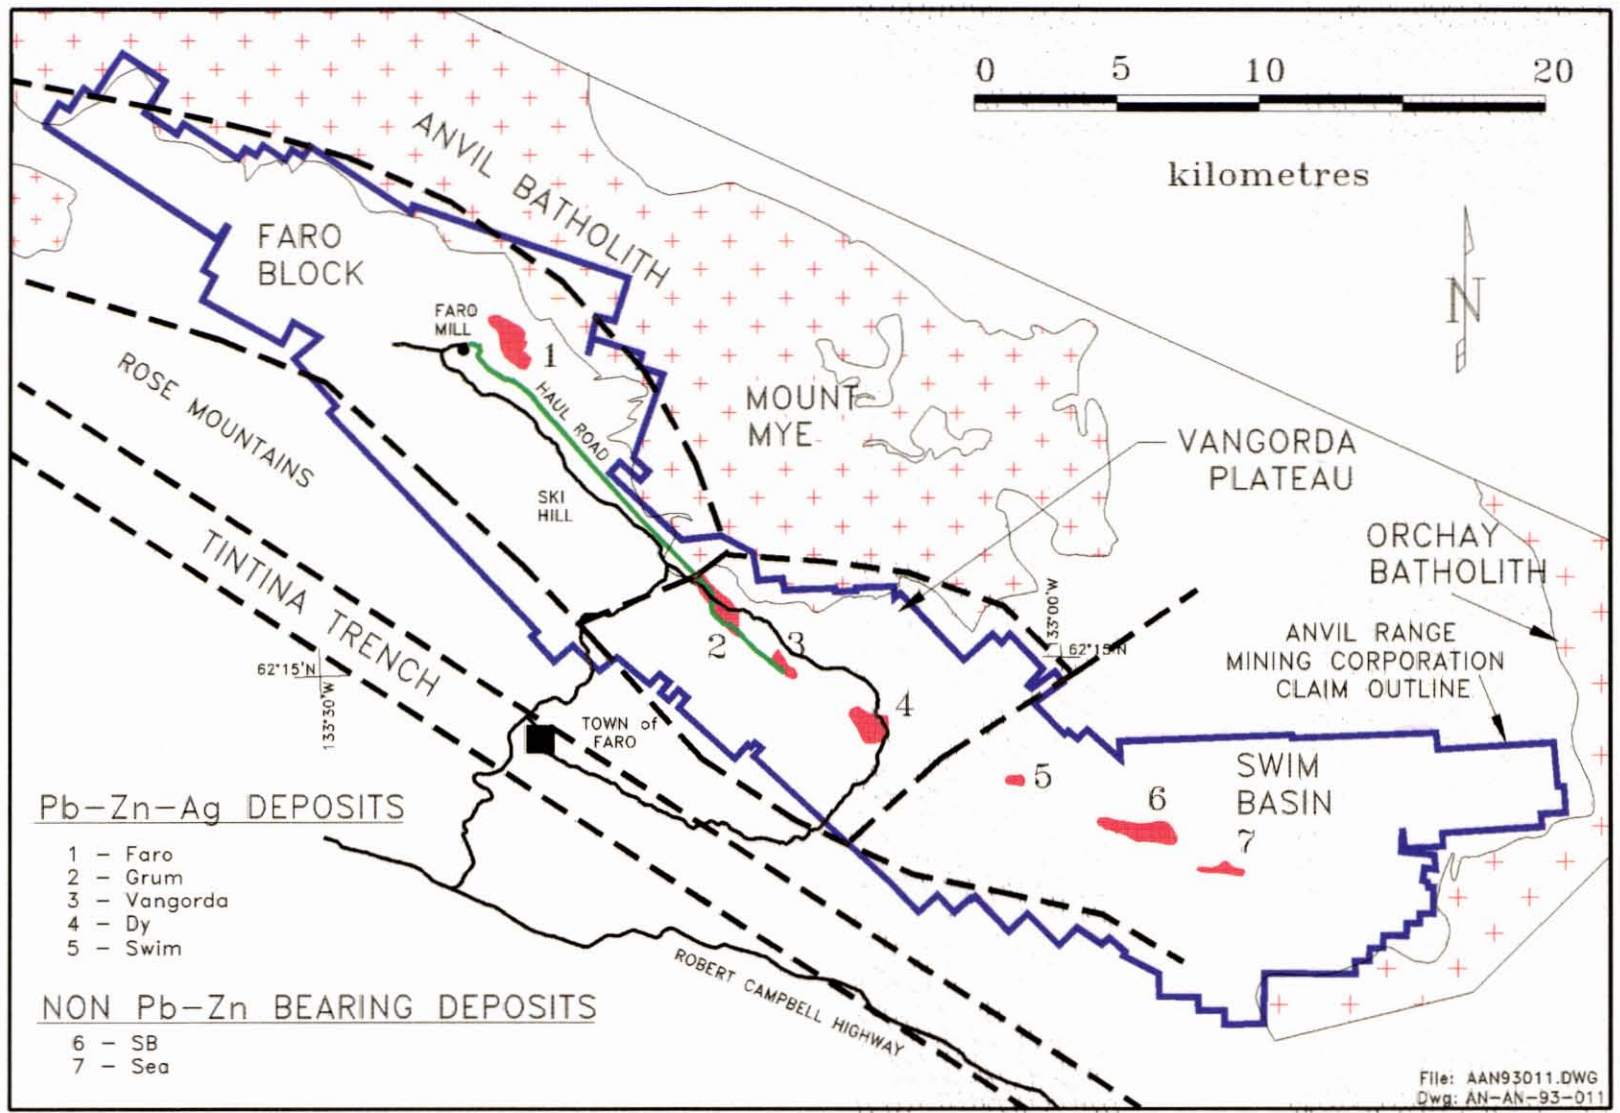 0 5 10 20
kilometres
N
ANVIL BATHOLITH
FARO
BLOCK
FARO
MILL
1
HAUL ROAD
ROSE MOUNTAINS
SKI
HILL
MOUNT
MYE
VANGORDA
PLATEAU
ORCHAY
BATHOLITH
ANVIL RANGE
MINING CORPORATION
CLAIM OUTLINE
TINTINA TRENCH
62°15'N
133°30'W
133°00'W
62°15'N
2
3
4
5
6
7
TOWN of
FARO
SWIM
BASIN
ROBERT CAMPBELL HIGHWAY
Pb-Zn-Ag DEPOSITS
1 - Faro
2 - Grum
3 - Vangorda
4 - Dy
5 - Swim
NON Pb-Zn BEARING DEPOSITS
6 - SB
7 - Sea
File: AAN93011.DWG
Dwg: AN-AN-93-011